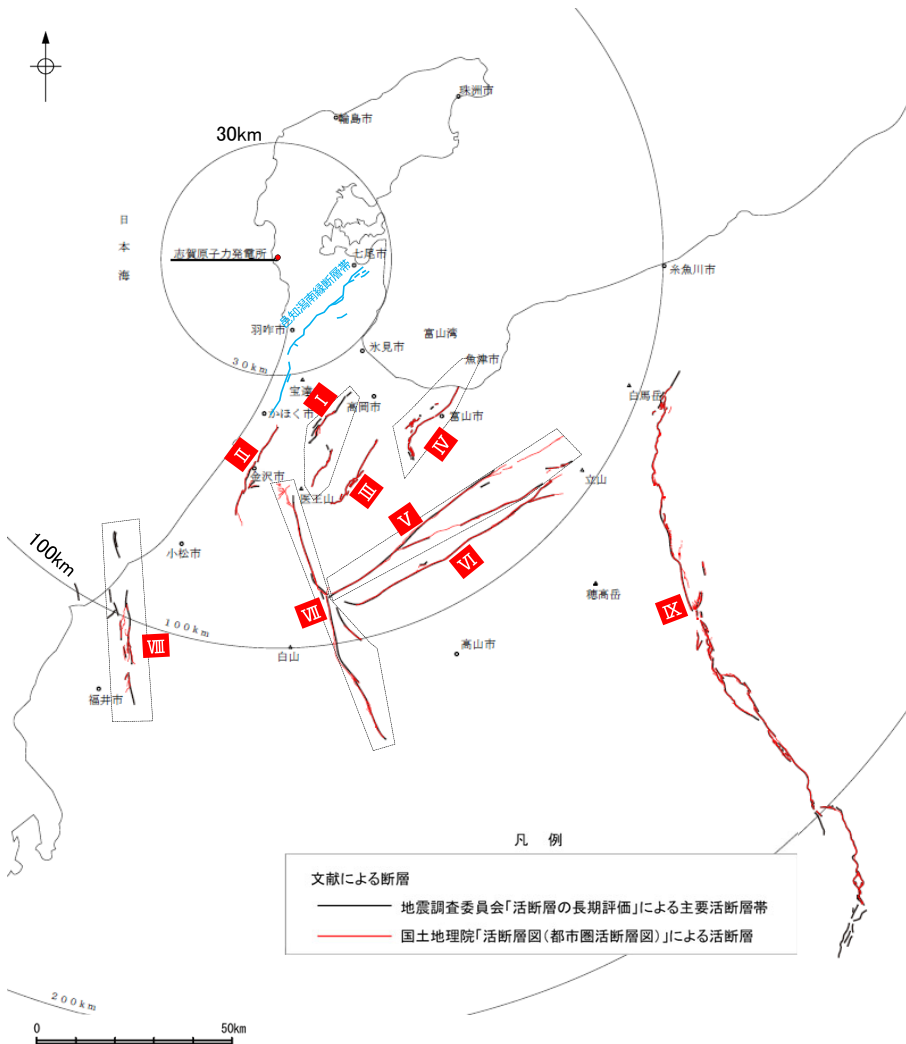 珠洲市
輪島市
30km
日本海
志賀原子力発電所
七尾市
邑知潟南縁断層帯
糸魚川市
羽咋市
富山湾
氷見市
魚津市
30km
宝達
白馬岳
Ⅰ
高岡市
かほく市
富山市
Ⅱ
Ⅳ
金沢市
医王山
Ⅲ
立山
Ⅴ
小松市
100km
Ⅵ
穂高岳
Ⅶ
Ⅸ
100km
Ⅷ
白山
高山市
福井市
凡 例
文献による断層
地震調査委員会「活断層の長期評価」による主要活断層帯
国土地理院「活断層図(都市圏活断層図)」による活断層
200km
0 50km